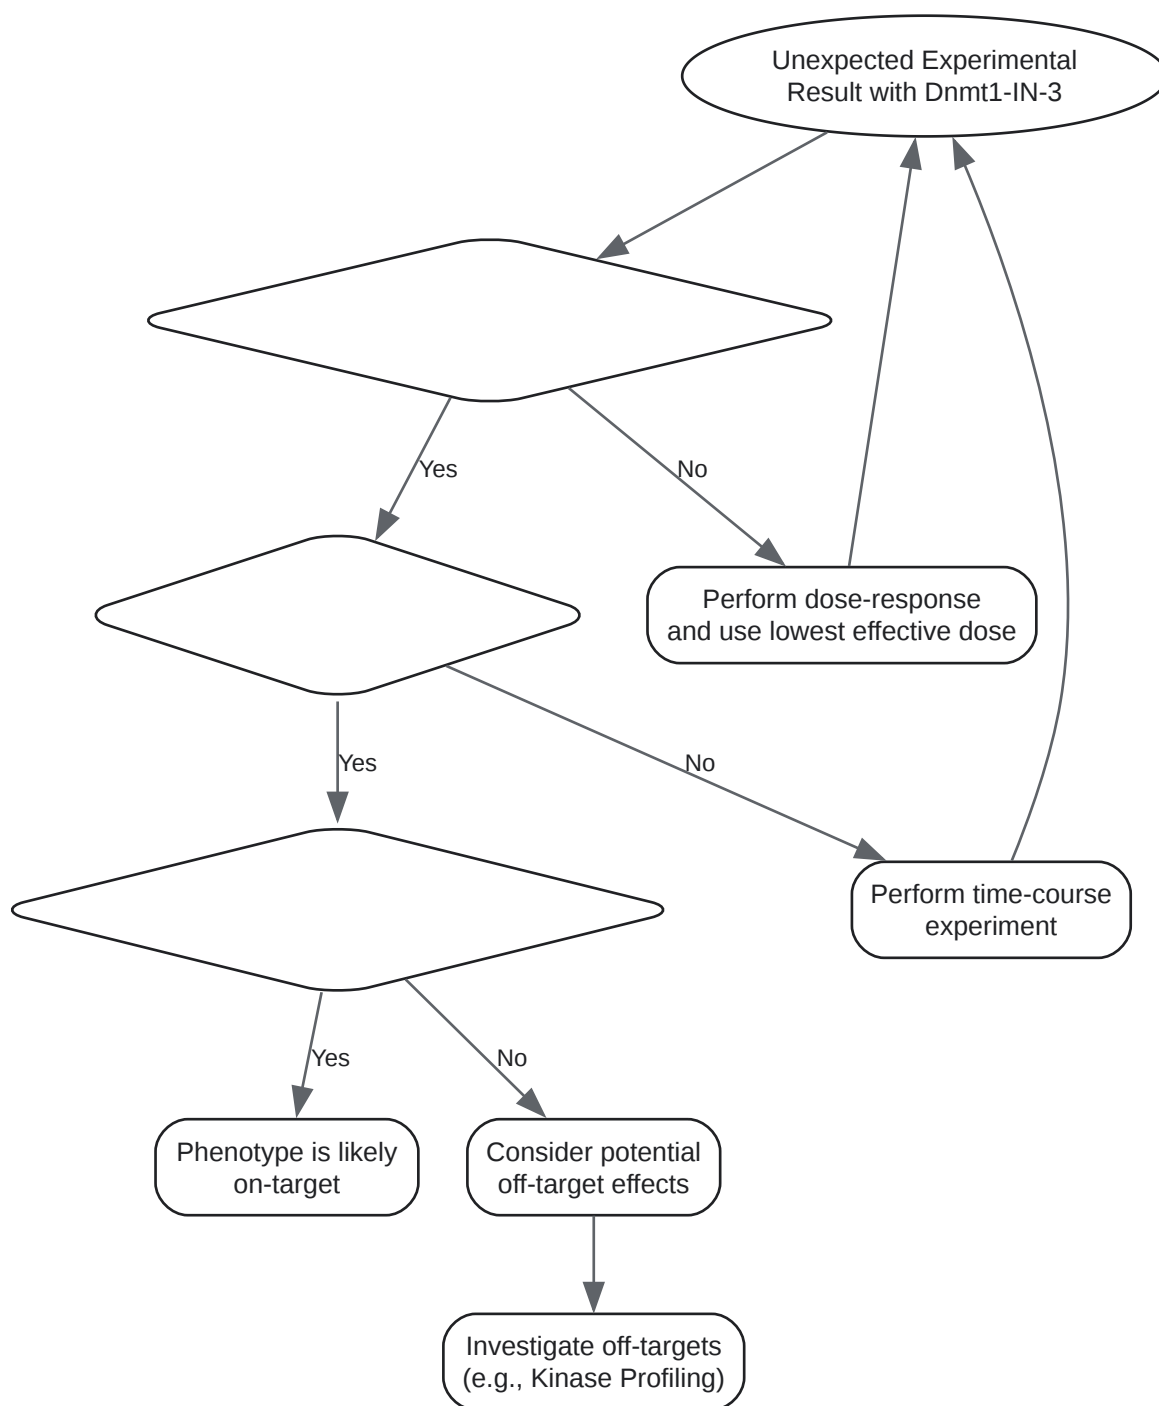 Unexpected Experimental
Result with Dnmt1-IN-3
Yes
No
Perform dose-response
and use lowest effective dose
Yes
No
Perform time-course
experiment
Yes
No
Phenotype is likely
on-target
Consider potential
off-target effects
Investigate off-targets
(e.g., Kinase Profiling)